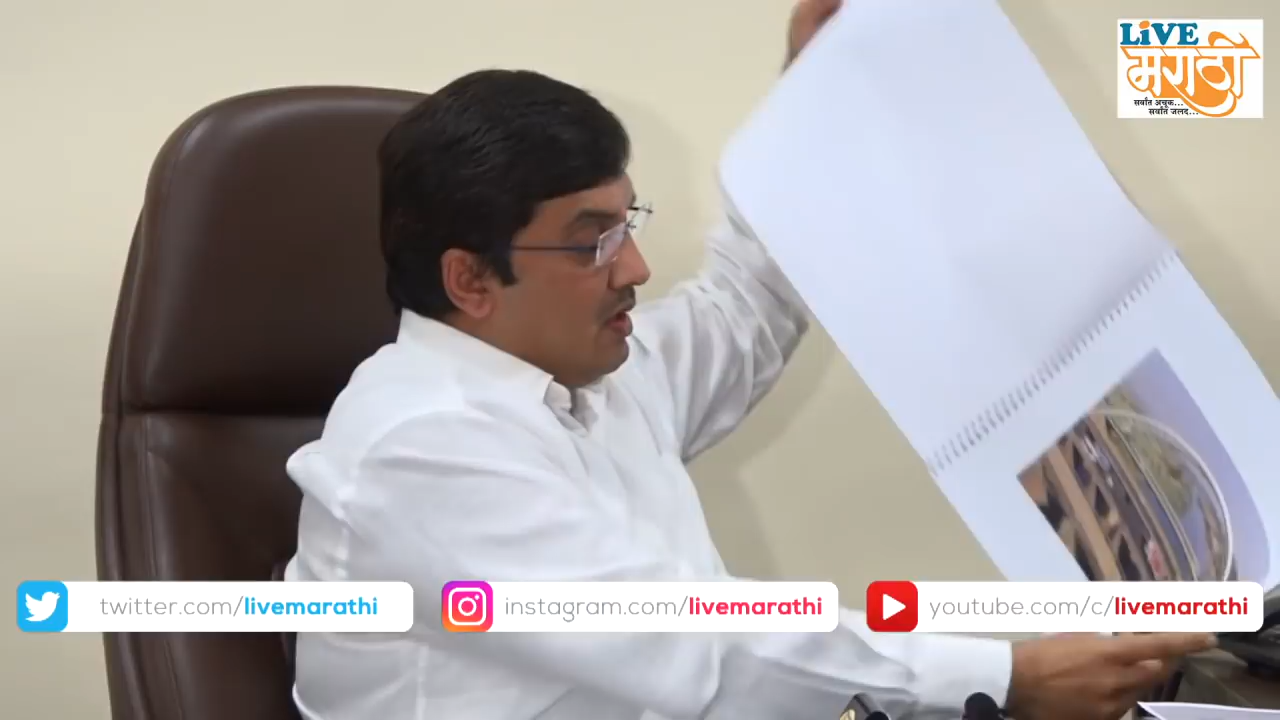 LiVE
मराठी
सर्वात अचूक...
सर्वात जलद...
twitter.com/livemarathi
instagram.com/livemarathi
youtube.com/c/livemarathi